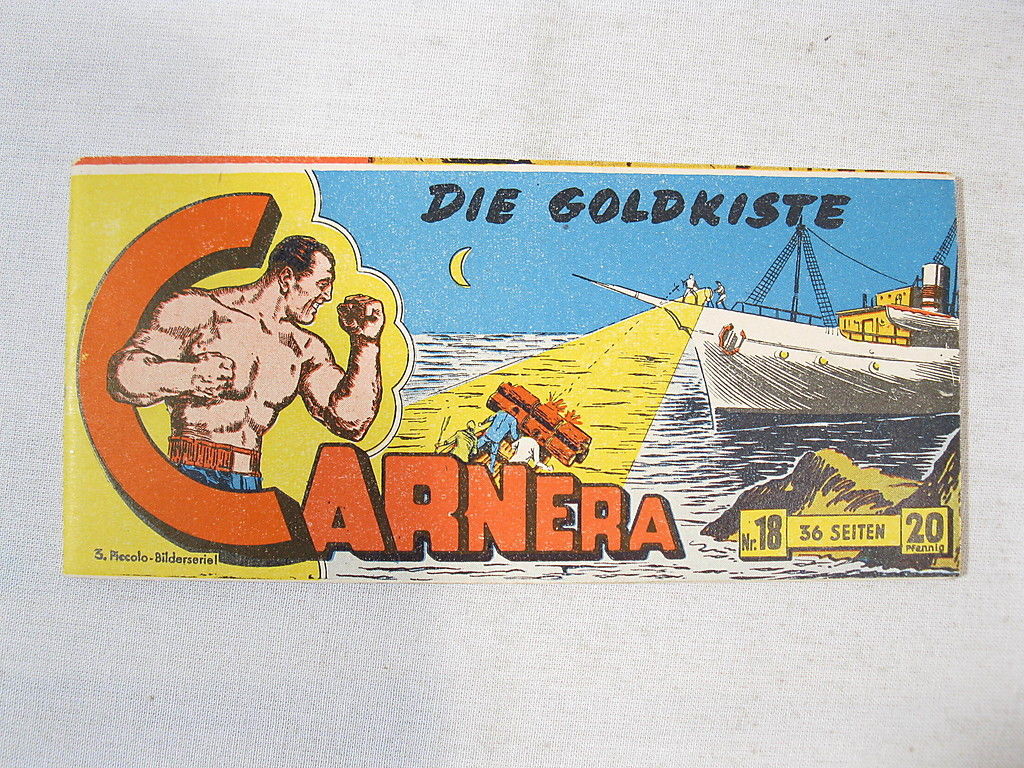 DIE GOLDKISTE
CARNERA
3. Piccolo-Bilderserie!
Nr. 18
36 SEITEN
20
Pfennig